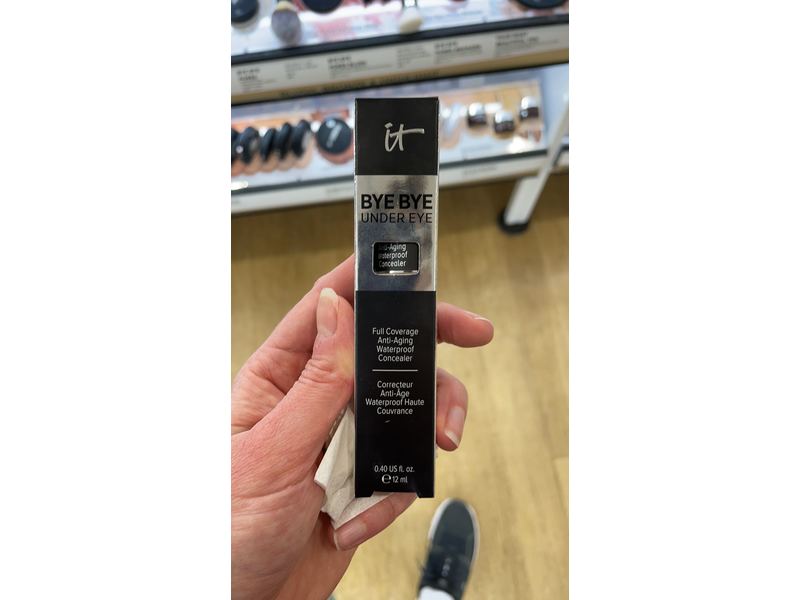 it
BYE BYE
UNDER EYE
Anti-Aging
Waterproof
Concealer
Full Coverage
Anti-Aging
Waterproof
Concealer
Correcteur
Anti-Âge
Waterproof Haute
Couvrance
0.40 US fl. oz.
℮ 12 ml